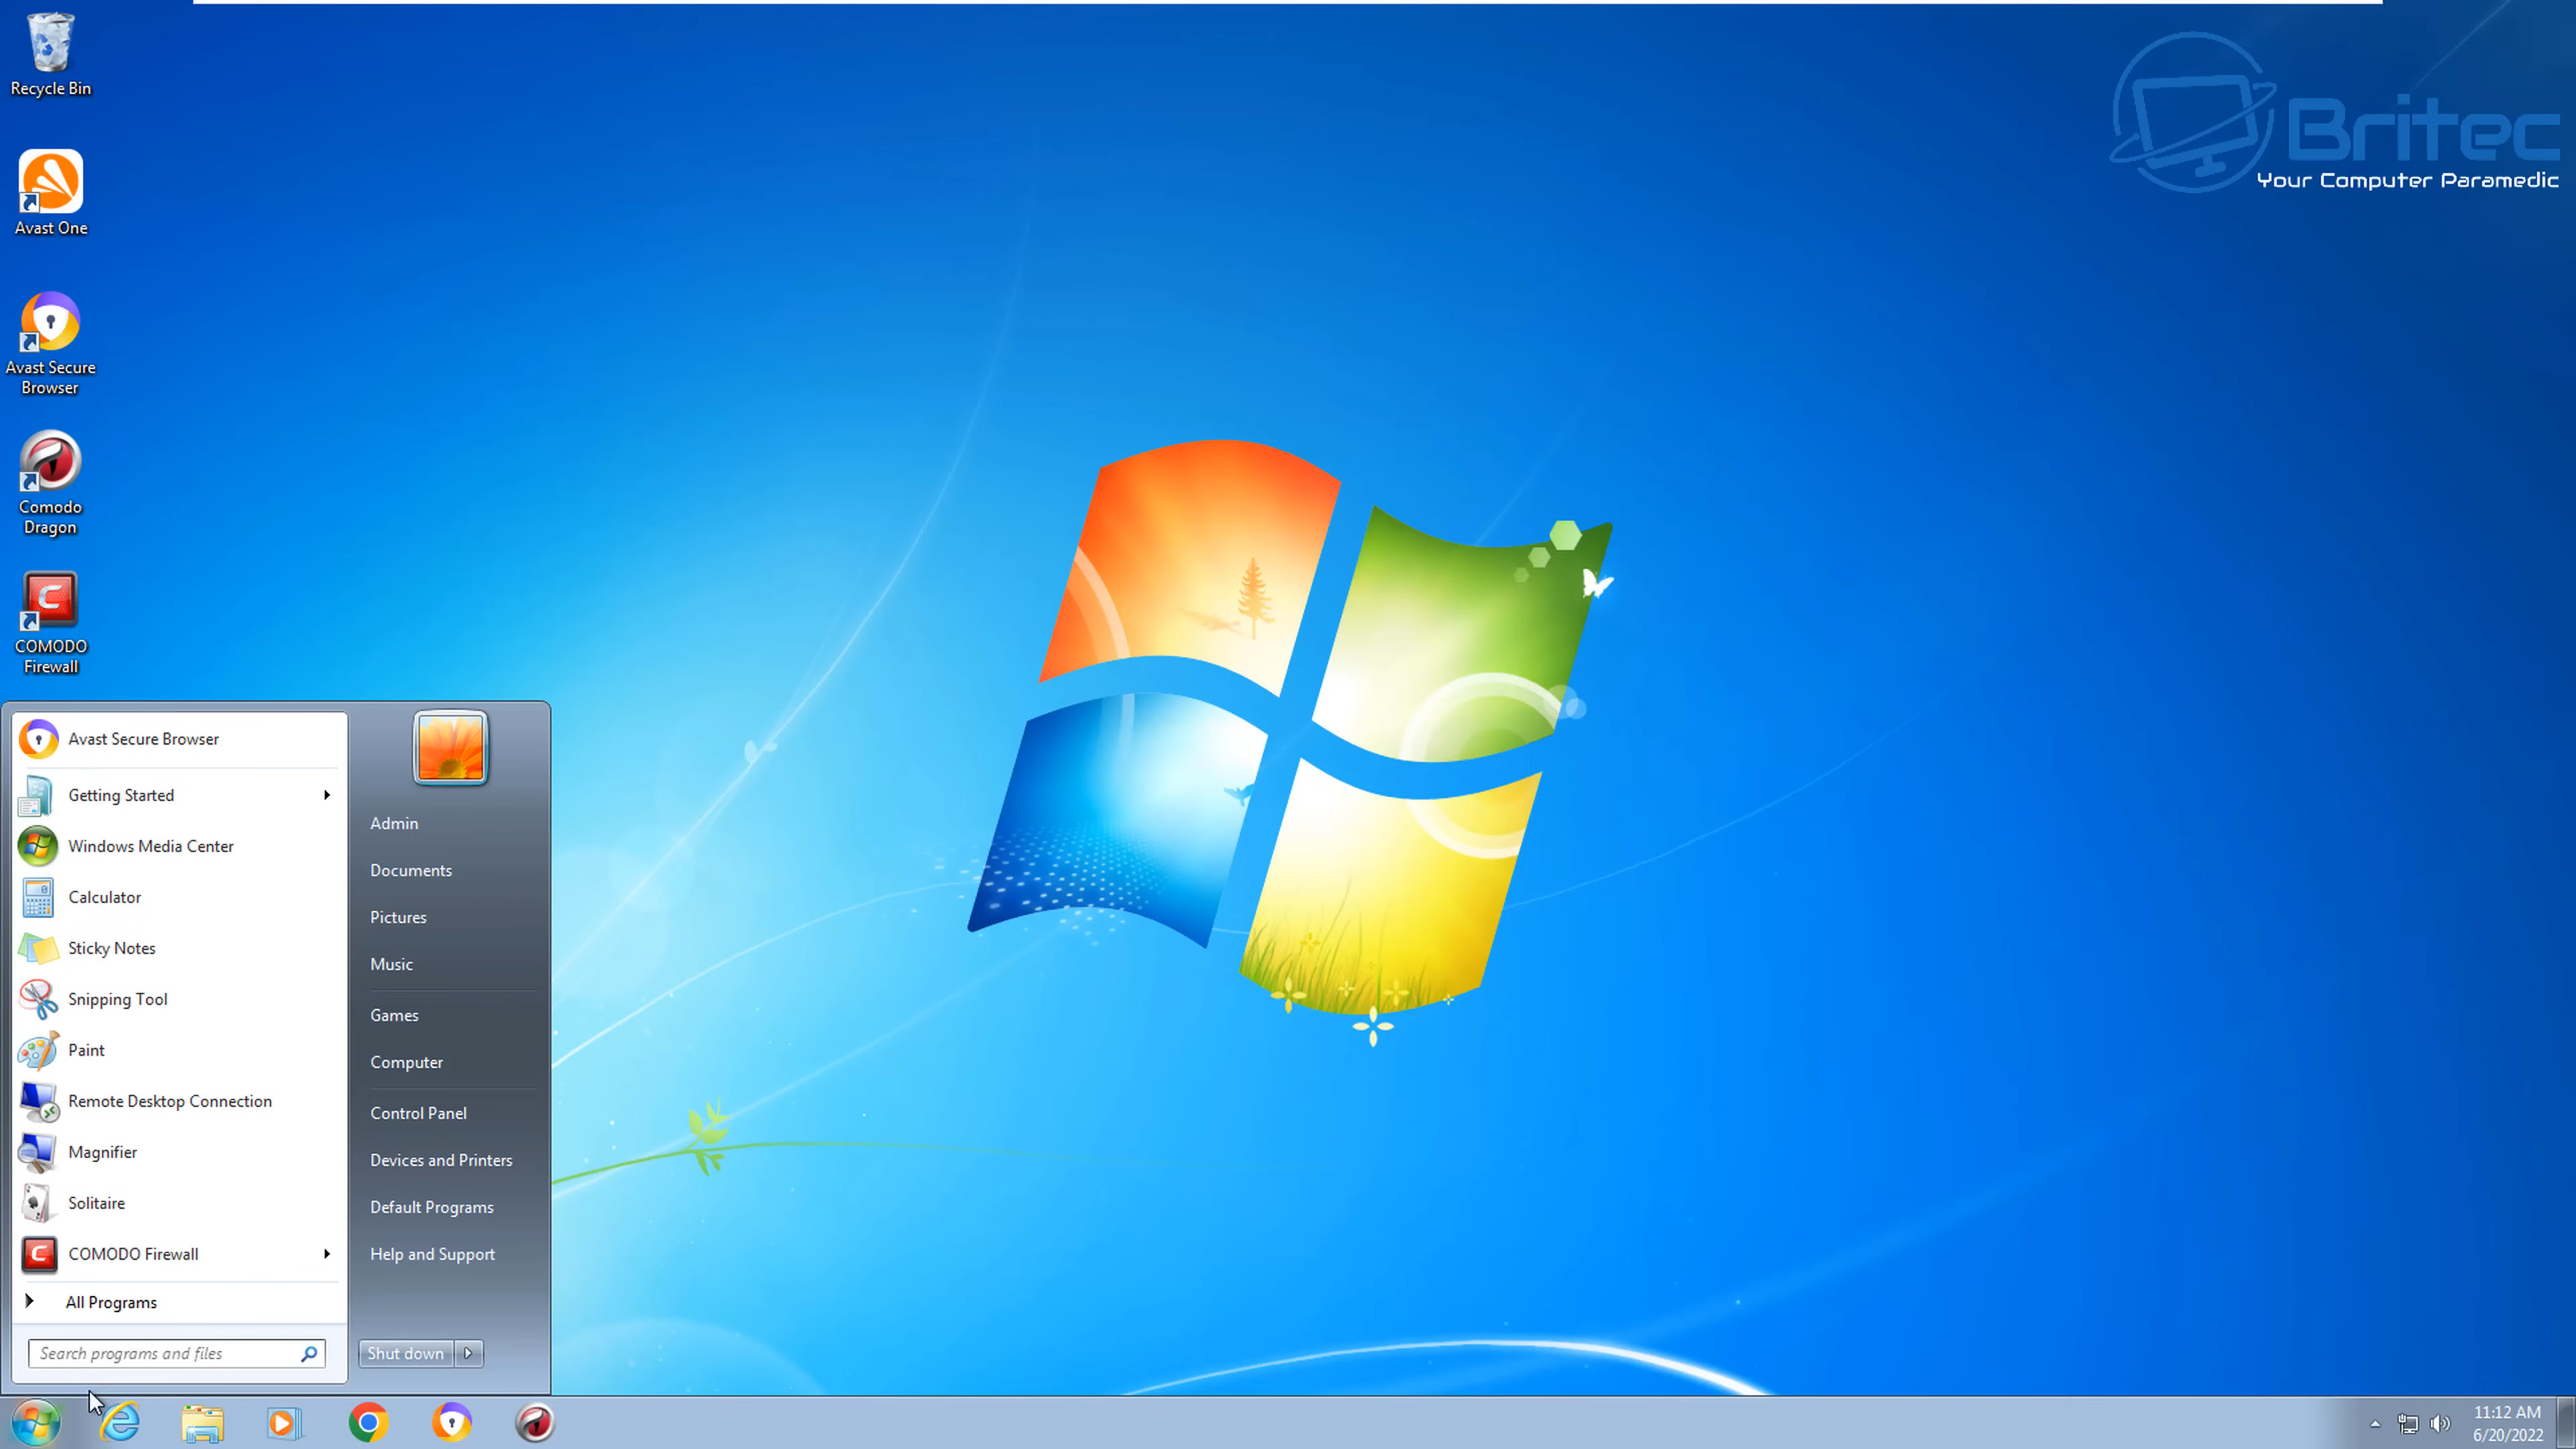 Recycle Bin
Avast One
Avast Secure
Browser
Comodo
Dragon
COMODO
Firewall
Britec
Your Computer Paramedic
Avast Secure Browser
Getting Started
Windows Media Center
Calculator
Sticky Notes
Snipping Tool
Paint
Remote Desktop Connection
Magnifier
Solitaire
COMODO Firewall
All Programs
Search programs and files
Admin
Documents
Pictures
Music
Games
Computer
Control Panel
Devices and Printers
Default Programs
Help and Support
Shut down
11:12 AM
6/20/2022